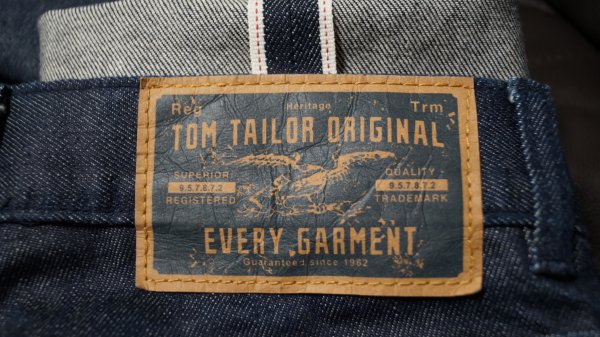 Reg Heritage Trm
TOM TAILOR ORIGINAL
SUPERIOR QUALITY
9.5.7.8.7.2 9.5.7.8.7.2
REGISTERED TRADEMARK
EVERY GARMENT
Guaranteed since 1962